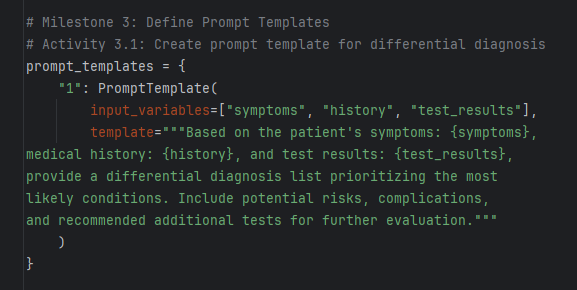 # Milestone 3: Define Prompt Templates
# Activity 3.1: Create prompt template for differential diagnosis
prompt_templates = {
    "1": PromptTemplate(
        input_variables=["symptoms", "history", "test_results"],
        template="""Based on the patient's symptoms: {symptoms},
medical history: {history}, and test results: {test_results},
provide a differential diagnosis list prioritizing the most
likely conditions. Include potential risks, complications,
and recommended additional tests for further evaluation."""
    )
}